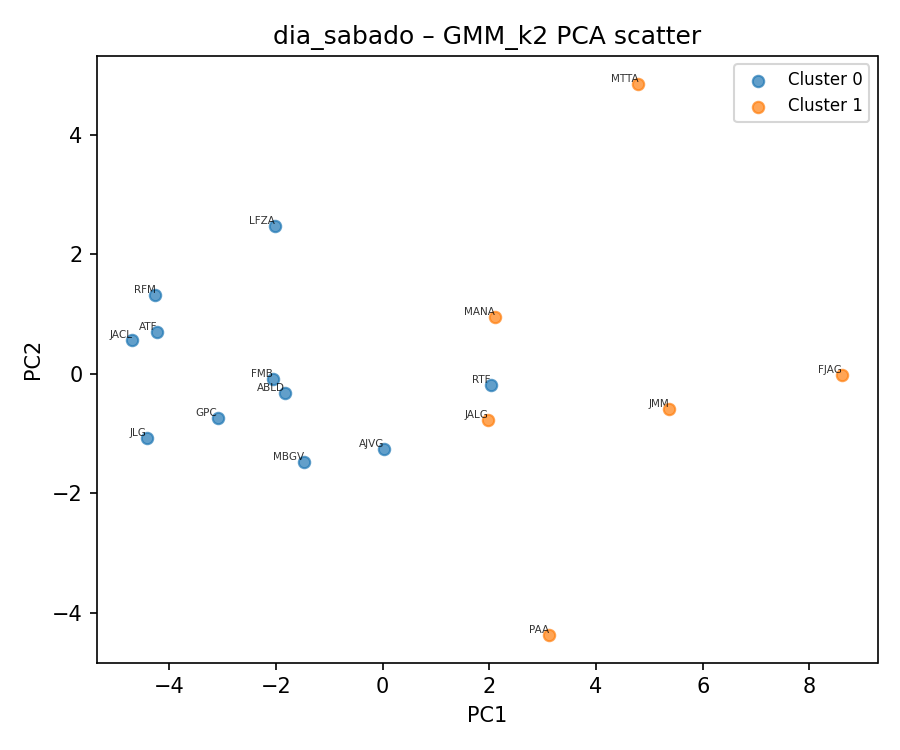 dia_sabado – GMM_k2 PCA scatter
Cluster 0
Cluster 1
MTTA
LFZA
RFM
ATF
JACL
MANA
FMB
ABLD
RTF
FJAG
GPC
JALG
JMM
JLG
AJVG
MBGV
PAA
4
2
0
−2
−4
PC2
−4
−2
0
2
4
6
8
PC1